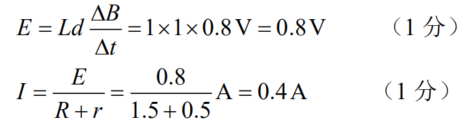 E = Ld ΔB/Δt = 1×1×0.8 V = 0.8 V （1 分）
I = E/(R+r) = 0.8/(1.5+0.5) A = 0.4 A （1 分）